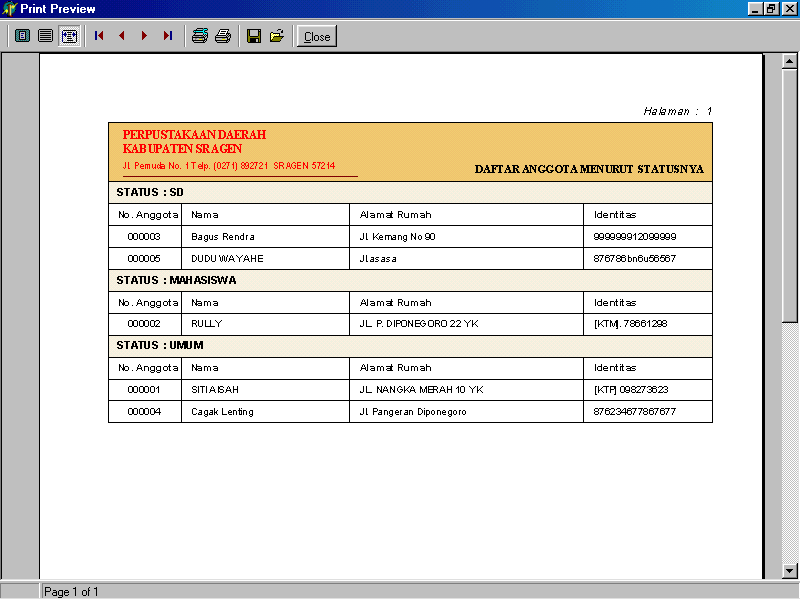 Print Preview
Close
Halaman : 1
PERPUSTAKAAN DAERAH
KABUPATEN SRAGEN
Jl. Pemuda No. 1 Telp. (0271) 892721 SRAGEN 57214
DAFTAR ANGGOTA MENURUT STATUSNYA
STATUS : SD
No. Anggota Nama Alamat Rumah Identitas
000003 Bagus Rendra Jl. Kemang No 90 999999912099999
000005 DUDU WAYAHE Jl.asasa 876786bn6u56567
STATUS : MAHASISWA
No. Anggota Nama Alamat Rumah Identitas
000002 RULLY JL. P. DIPONEGORO 22 YK [KTM]. 78661298
STATUS : UMUM
No. Anggota Nama Alamat Rumah Identitas
000001 SITI AISAH JL. NANGKA MERAH 10 YK [KTP] 098273623
000004 Cagak Lenting Jl. Pangeran Diponegoro 876234677867677
Page 1 of 1